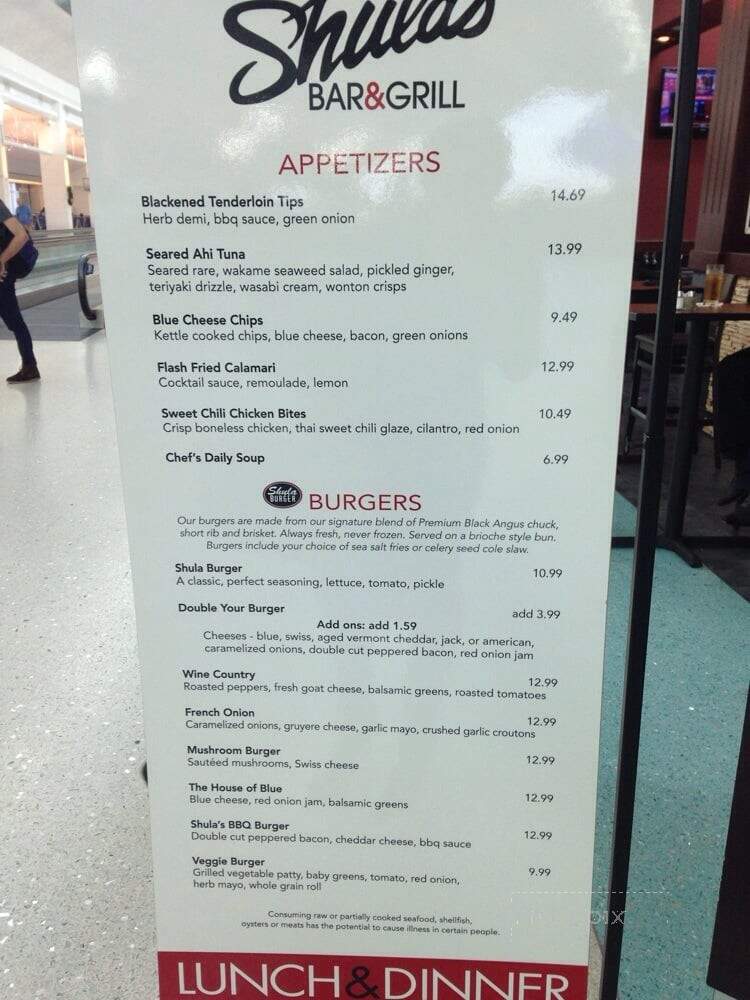 Shula's
BAR&GRILL
APPETIZERS
Blackened Tenderloin Tips 14.69
Herb demi, bbq sauce, green onion
Seared Ahi Tuna 13.99
Seared rare, wakame seaweed salad, pickled ginger,
teriyaki drizzle, wasabi cream, wonton crisps
Blue Cheese Chips 9.49
Kettle cooked chips, blue cheese, bacon, green onions
Flash Fried Calamari 12.99
Cocktail sauce, remoulade, lemon
Sweet Chili Chicken Bites 10.49
Crisp boneless chicken, thai sweet chili glaze, cilantro, red onion
Chef's Daily Soup 6.99
Shula
BURGER
BURGERS
Our burgers are made from our signature blend of Premium Black Angus chuck,
short rib and brisket. Always fresh, never frozen. Served on a brioche style bun.
Burgers include your choice of sea salt fries or celery seed cole slaw.
Shula Burger 10.99
A classic, perfect seasoning, lettuce, tomato, pickle
Double Your Burger add 3.99
Add ons: add 1.59
Cheeses - blue, swiss, aged vermont cheddar, jack, or american,
caramelized onions, double cut peppered bacon, red onion jam
Wine Country 12.99
Roasted peppers, fresh goat cheese, balsamic greens, roasted tomatoes
French Onion 12.99
Caramelized onions, gruyere cheese, garlic mayo, crushed garlic croutons
Mushroom Burger 12.99
Sautéed mushrooms, Swiss cheese
The House of Blue 12.99
Blue cheese, red onion jam, balsamic greens
Shula's BBQ Burger 12.99
Double cut peppered bacon, cheddar cheese, bbq sauce
Veggie Burger 9.99
Grilled vegetable patty, baby greens, tomato, red onion,
herb mayo, whole grain roll
Consuming raw or partially cooked seafood, shellfish,
oysters or meats has the potential to cause illness in certain people.
LUNCH&DINNER